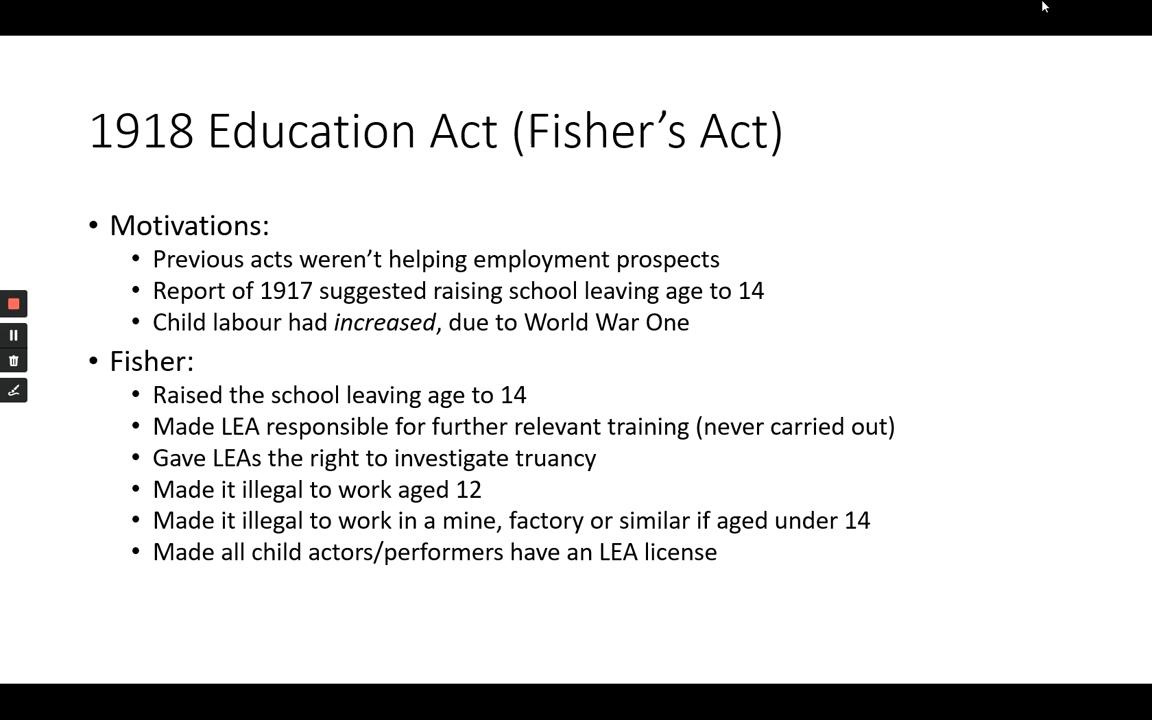 1918 Education Act (Fisher’s Act)
• Motivations:
• Previous acts weren’t helping employment prospects
• Report of 1917 suggested raising school leaving age to 14
• Child labour had increased, due to World War One
• Fisher:
• Raised the school leaving age to 14
• Made LEA responsible for further relevant training (never carried out)
• Gave LEAs the right to investigate truancy
• Made it illegal to work aged 12
• Made it illegal to work in a mine, factory or similar if aged under 14
• Made all child actors/performers have an LEA license